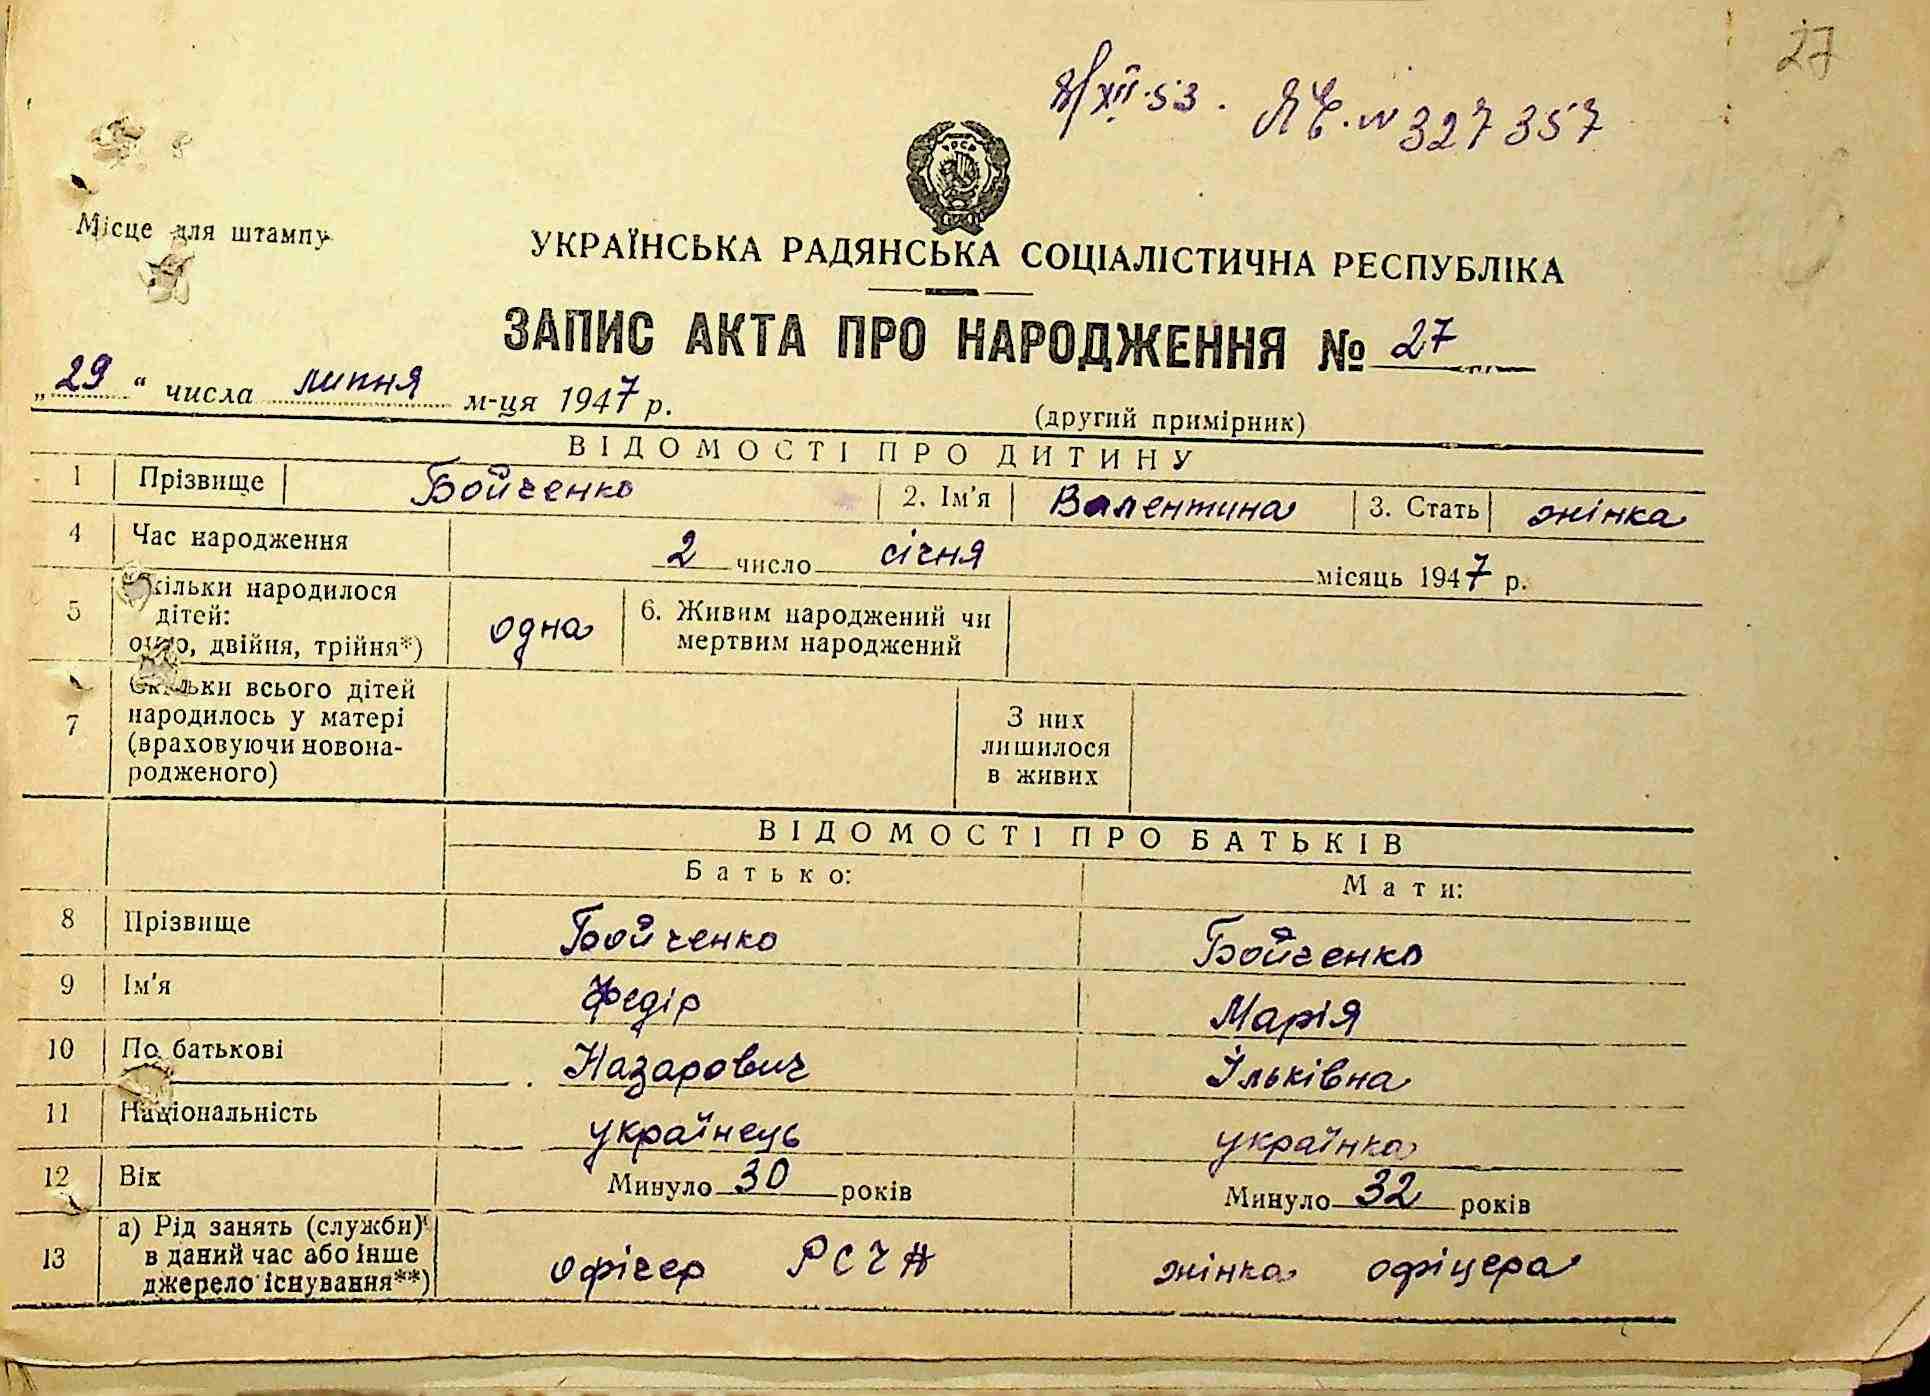 27
8/XII.53. ЯЧ. N 327357
УРСР
Місце для штампу
УКРАЇНСЬКА РАДЯНСЬКА СОЦІАЛІСТИЧНА РЕСПУБЛІКА
ЗАПИС АКТА ПРО НАРОДЖЕННЯ № 27
„29“ числа липня м-ця 1947 р.
(другий примірник)
ВІДОМОСТІ ПРО ДИТИНУ
1 Прізвище Бойченко 2. Ім'я Валентина 3. Стать жінка
4 Час народження 2 число січня місяць 1947 р.
5 Скільки народилося дітей: одно, двійня, трійня*) одна 6. Живим народжений чи мертвим народжений
7 Скільки всього дітей народилось у матері (враховуючи новонародженого) З них лишилося в живих
ВІДОМОСТІ ПРО БАТЬКІВ
Батько: Мати:
8 Прізвище Бойченко Бойченко
9 Ім'я Федір Марія
10 По батькові Назарович Ільківна
11 Національність українець українка
12 Вік Минуло 30 років Минуло 32 років
13 а) Рід занять (служби) в даний час або інше джерело існування**) офіцер РСЧА жінка офіцера